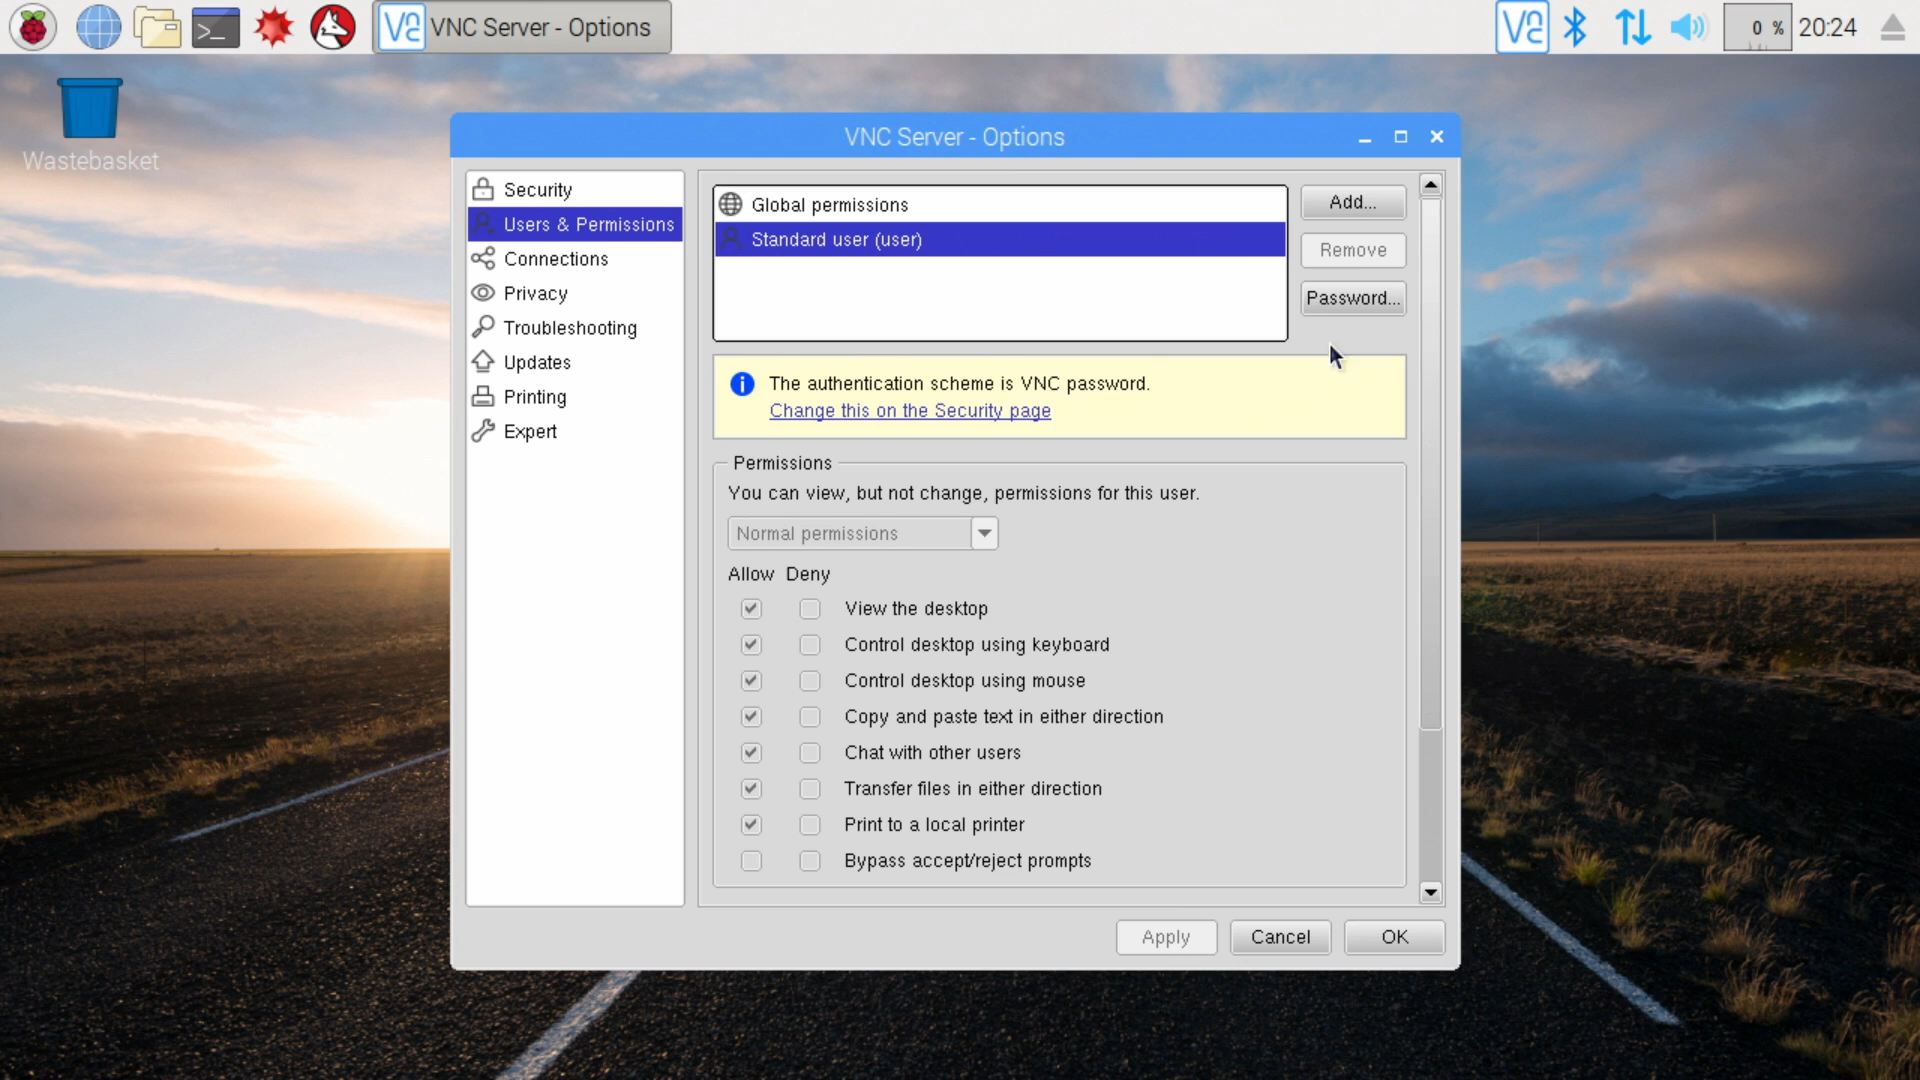 VNC Server - Options
0 %
20:24
Wastebasket
VNC Server - Options
Security
Users & Permissions
Connections
Privacy
Troubleshooting
Updates
Printing
Expert
Global permissions
Standard user (user)
Add...
Remove
Password...
The authentication scheme is VNC password.
Change this on the Security page
Permissions
You can view, but not change, permissions for this user.
Normal permissions
Allow Deny
View the desktop
Control desktop using keyboard
Control desktop using mouse
Copy and paste text in either direction
Chat with other users
Transfer files in either direction
Print to a local printer
Bypass accept/reject prompts
Apply
Cancel
OK